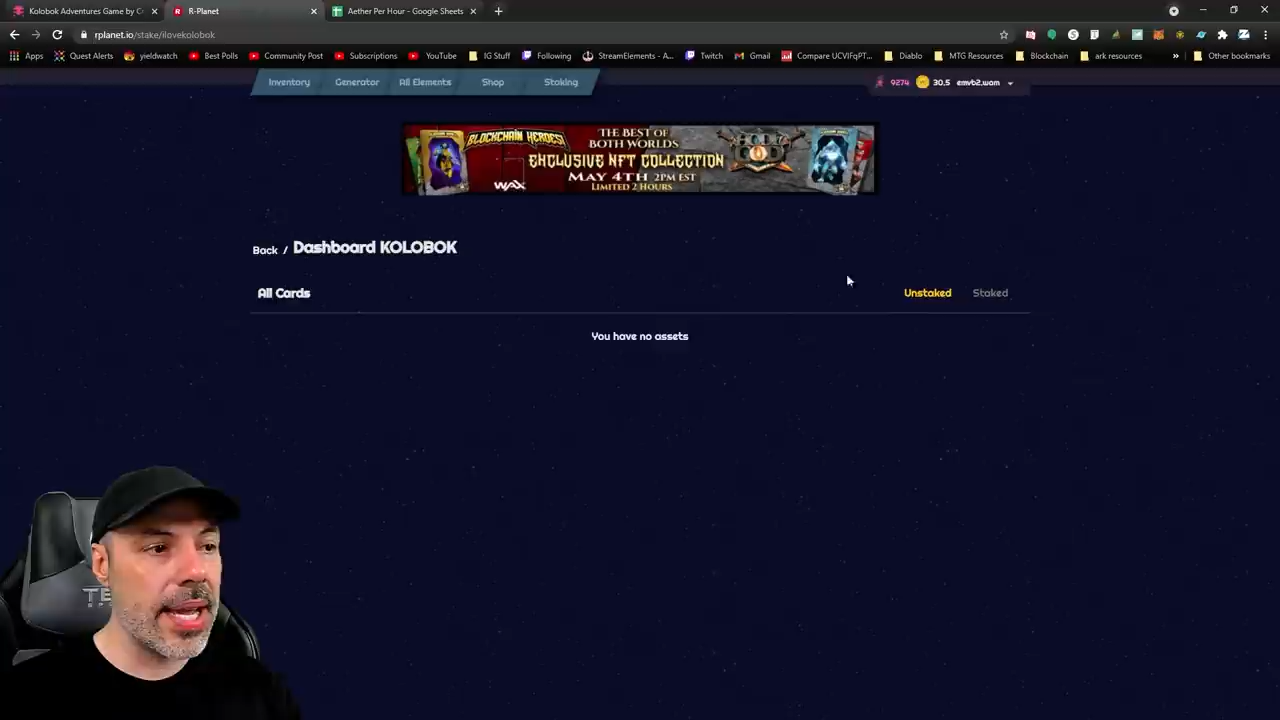 Kolobok Adventures Game by C
R-Planet
Aether Per Hour - Google Sheets
rplanet.io/stake/ilovekolobok
Apps
Quest Alerts
yieldwatch
Best Polls
Community Post
Subscriptions
YouTube
IG Stuff
Following
StreamElements - A...
Twitch
Gmail
Compare UCVIFqPT...
Diablo
MTG Resources
Blockchain
ark resources
Other bookmarks
Inventory
Generator
All Elements
Shop
Staking
9274
30.5
emvb2.wam
BLOCKCHAIN HEROES!
THE BEST OF
BOTH WORLDS
EXCLUSIVE NFT COLLECTION
MAY 4TH 2PM EST
LIMITED 2 HOURS
WAX
Back / Dashboard KOLOBOK
All Cards
Unstaked
Staked
You have no assets